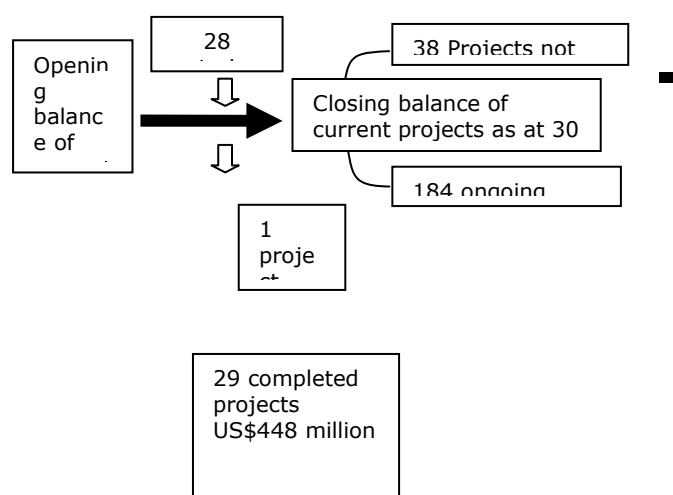 28
38 Projects not
Openin
g
balanc
e of
Closing balance of
current projects as at 30
184 ongoing
1
proje
ct
29 completed
projects
US$448 million